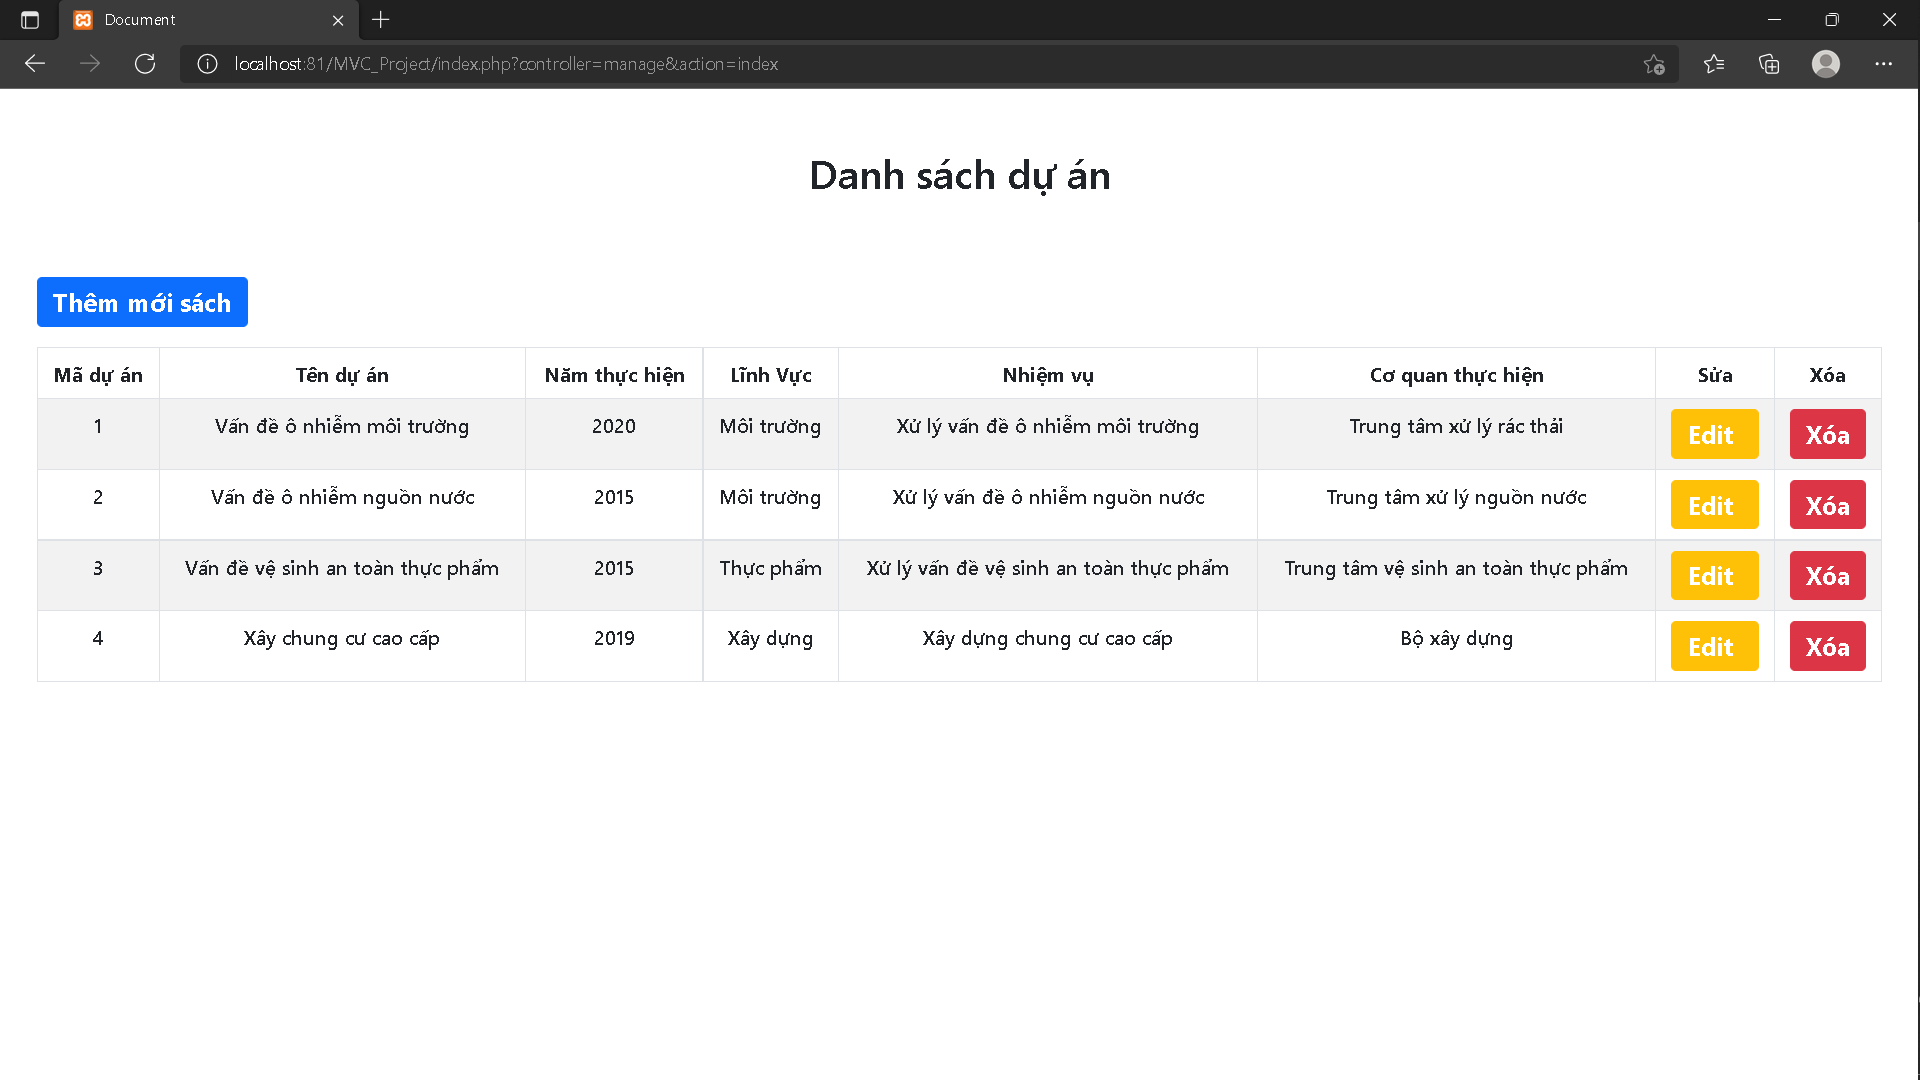 Document
localhost:81/MVC_Project/index.php?controller=manage&action=index
Danh sách dự án
Thêm mới sách
Mã dự án Tên dự án Năm thực hiện Lĩnh Vực Nhiệm vụ Cơ quan thực hiện Sửa Xóa
1 Vấn đề ô nhiễm môi trường 2020 Môi trường Xử lý vấn đề ô nhiễm môi trường Trung tâm xử lý rác thải Edit Xóa
2 Vấn đề ô nhiễm nguồn nước 2015 Môi trường Xử lý vấn đề ô nhiễm nguồn nước Trung tâm xử lý nguồn nước Edit Xóa
3 Vấn đề vệ sinh an toàn thực phẩm 2015 Thực phẩm Xử lý vấn đề vệ sinh an toàn thực phẩm Trung tâm vệ sinh an toàn thực phẩm Edit Xóa
4 Xây chung cư cao cấp 2019 Xây dựng Xây dựng chung cư cao cấp Bộ xây dựng Edit Xóa